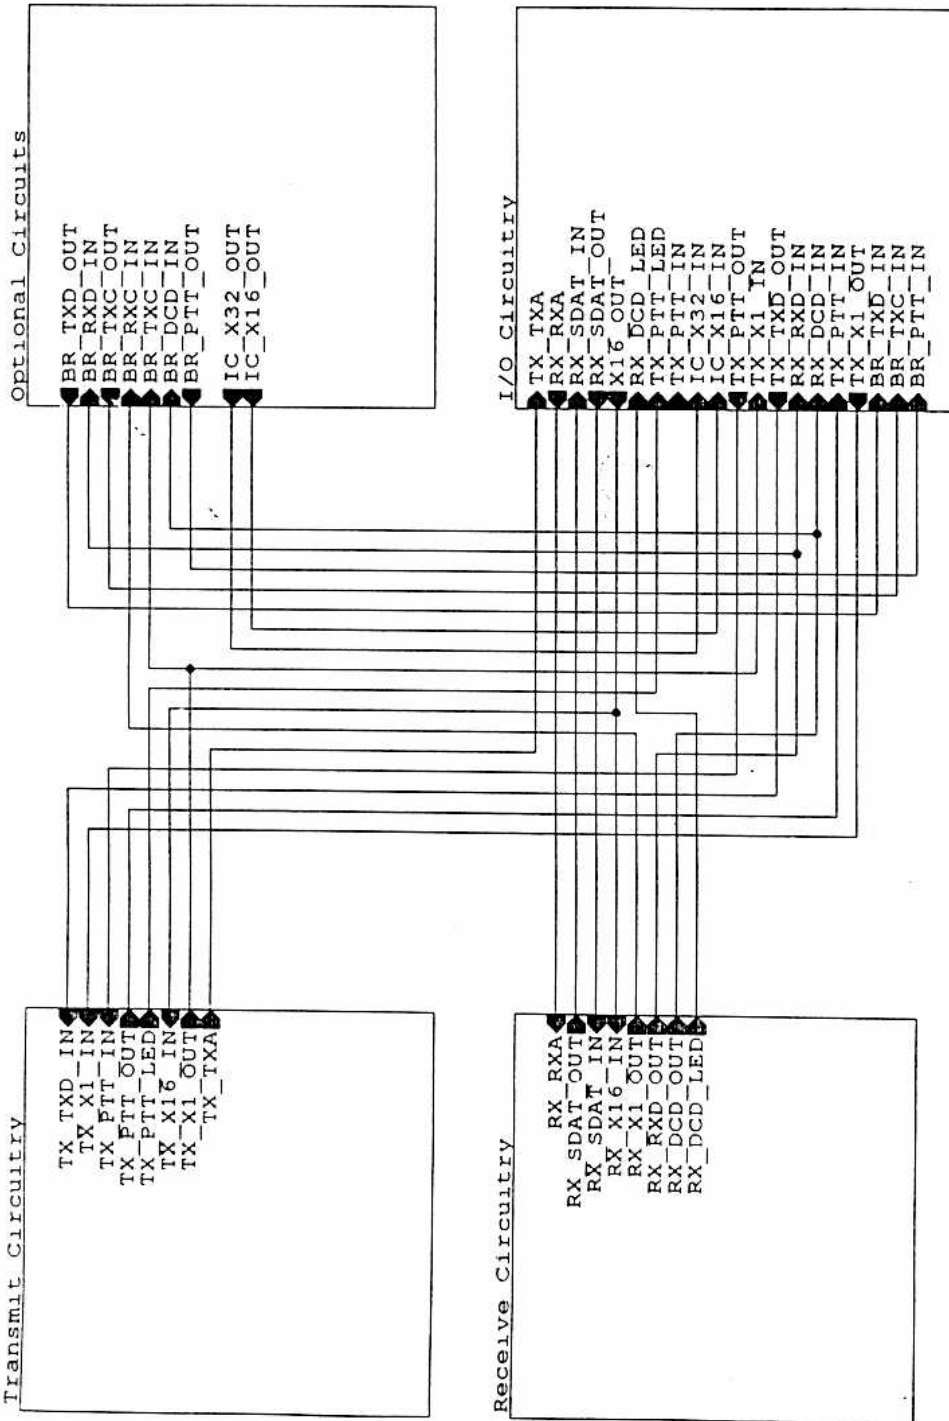 Optional Circuits
BR_TXD_OUT
BR_RXD_IN
BR_TXC_OUT
BR_RXC_IN
BR_TXC_IN
BR_DCD_IN
BR_PTT_OUT
IC_X32_OUT
IC_X16_OUT
I/O Circuitry
TX_TXA
RX_RXA
RX_SDAT_IN
RX_SDAT_OUT
X16_OUT
RX_DCD_LED
TX_PTT_LED
TX_PTT_IN
IC_X32_IN
IC_X16_IN
TX_PTT_OUT
TX_X1_IN
TX_TXD_OUT
RX_RXD_IN
RX_DCD_IN
TX_PTT_IN
TX_X1_OUT
BR_TXD_IN
BR_TXC_IN
BR_PTT_IN
Transmit Circuitry
TX_TXD_IN
TX_X1_IN
TX_PTT_IN
TX_PTT_OUT
TX_PTT_LED
TX_X16_IN
TX_X1_OUT
TX_TXA
Receive Circuitry
RX_RXA
RX_SDAT_OUT
RX_SDAT_IN
RX_X16_IN
RX_X1_OUT
RX_RXD_OUT
RX_DCD_OUT
RX_DCD_LED